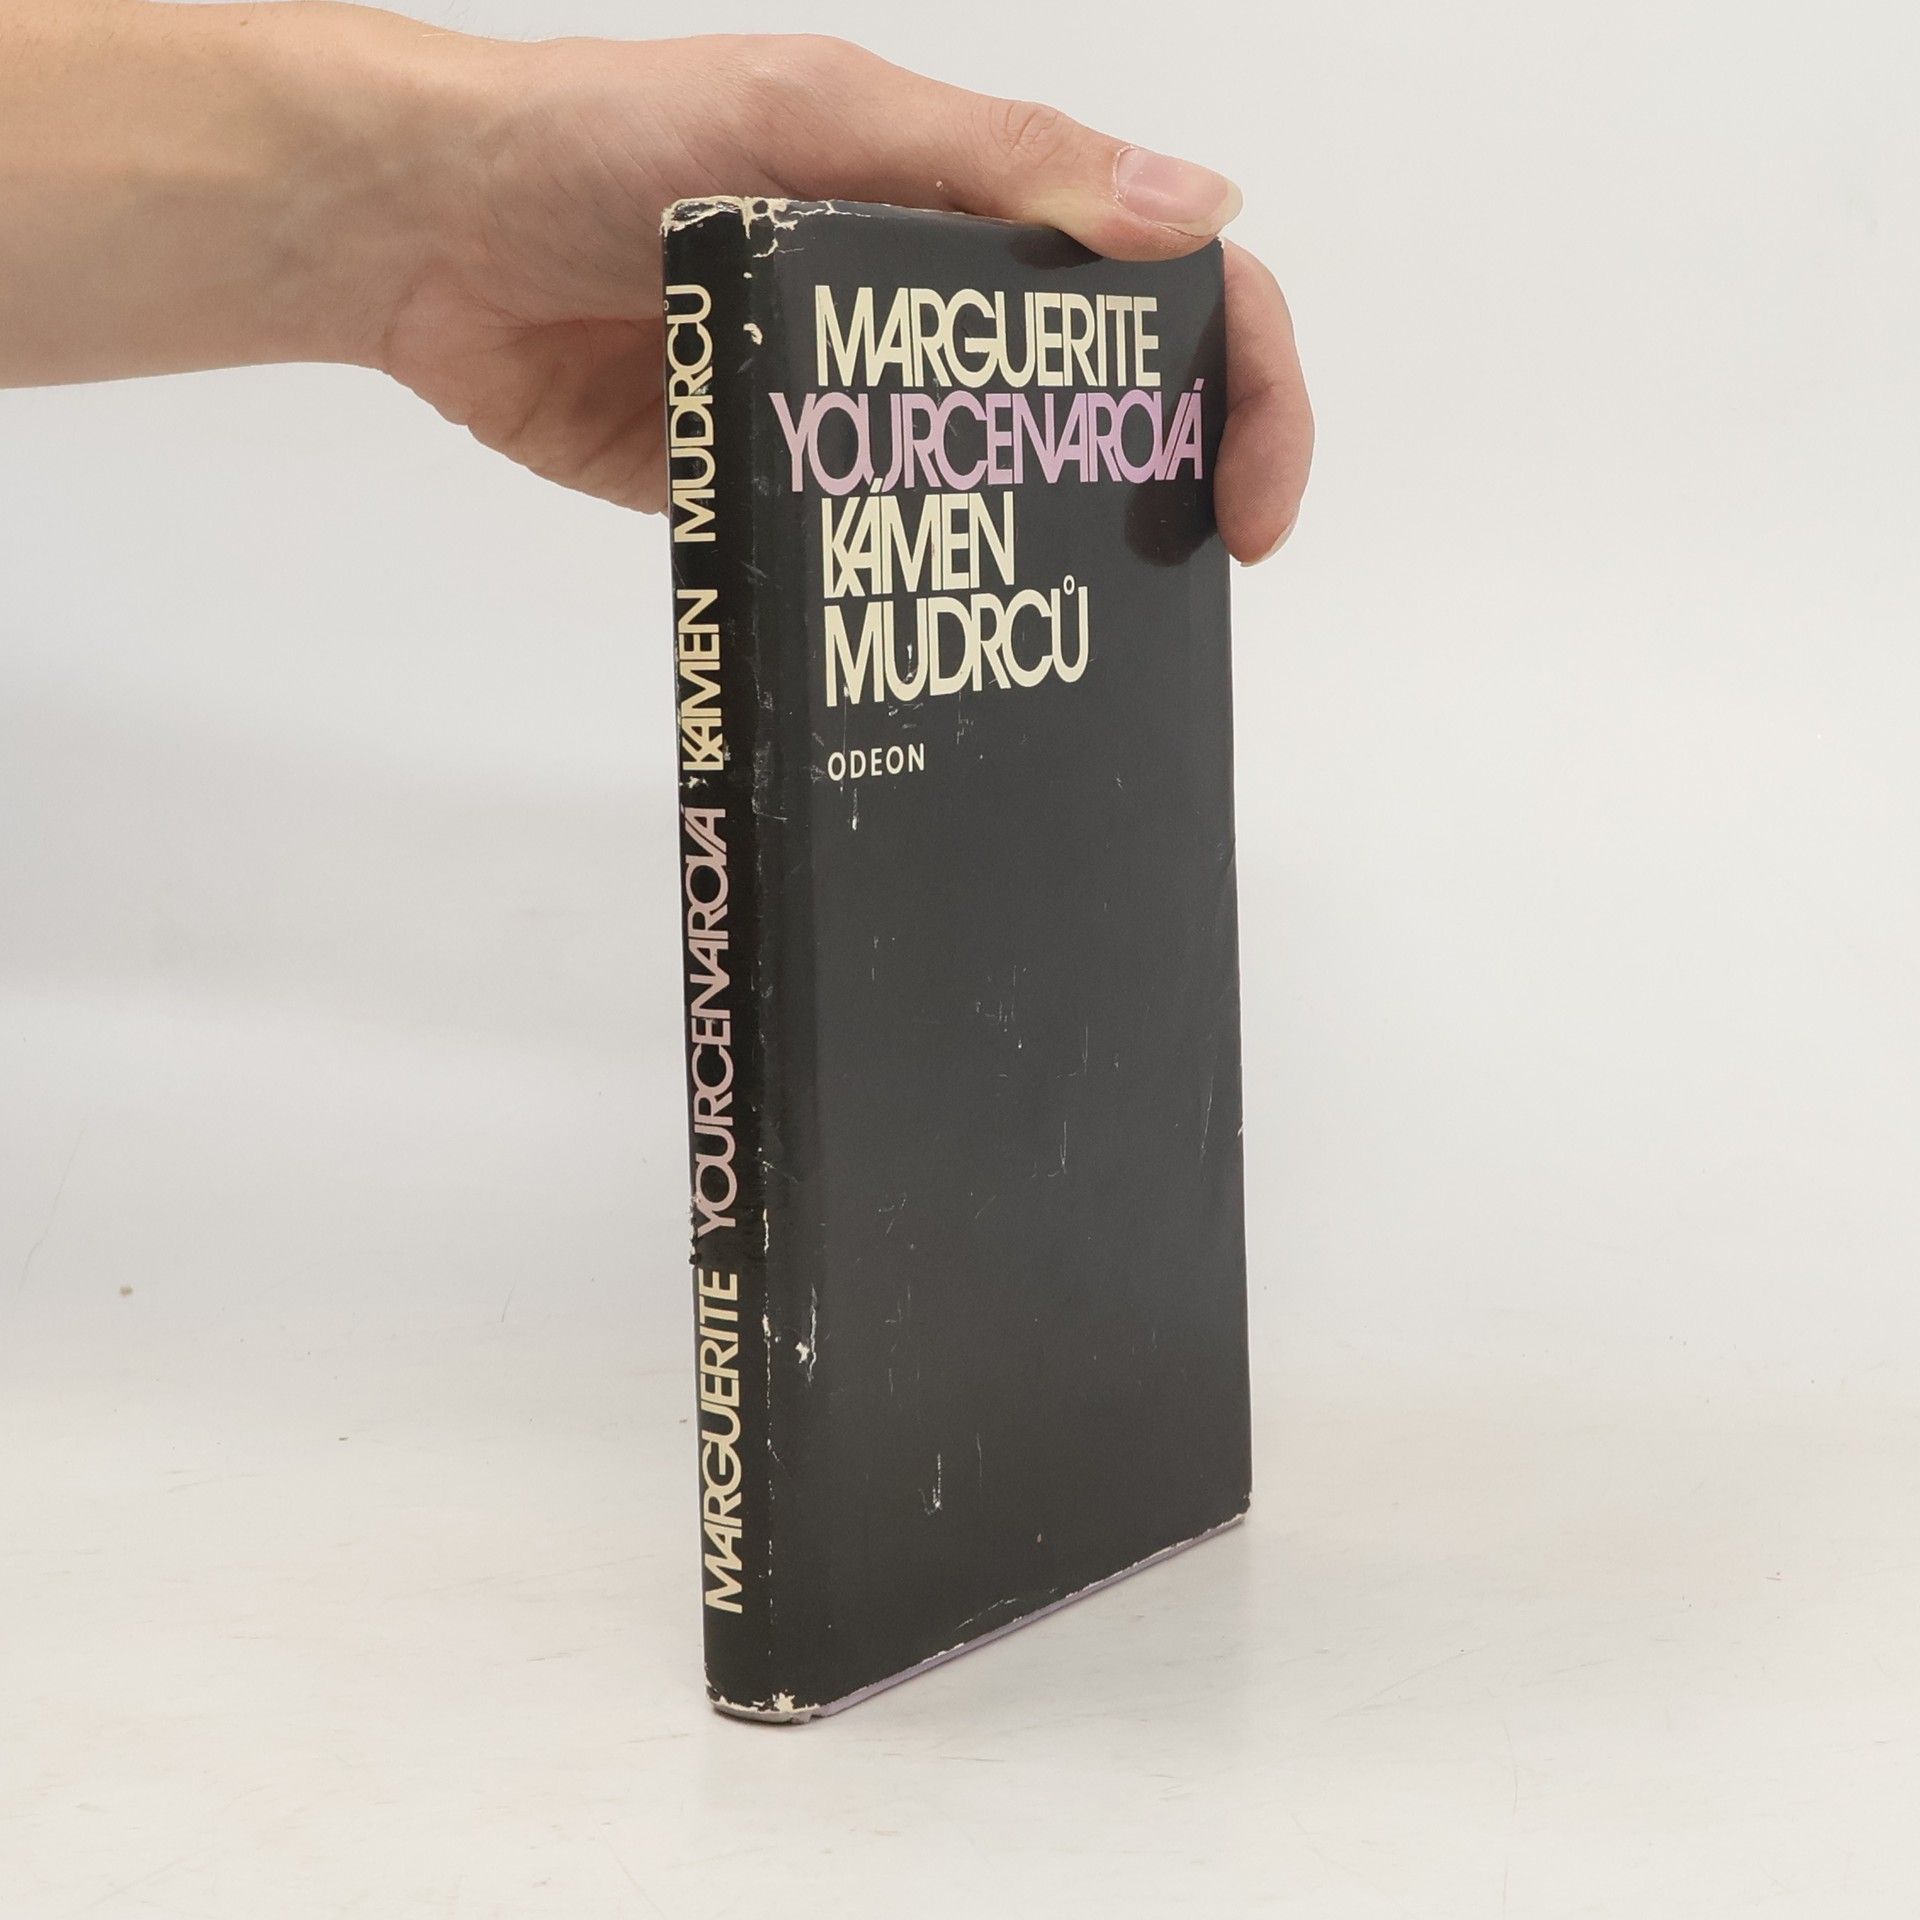 MARGUERITE
YOURCENAROVÁ
KÁMEN
MUDRCŮ
ODEON
MARGUERITE YOURCENAROVÁ KÁMEN MUDRCŮ